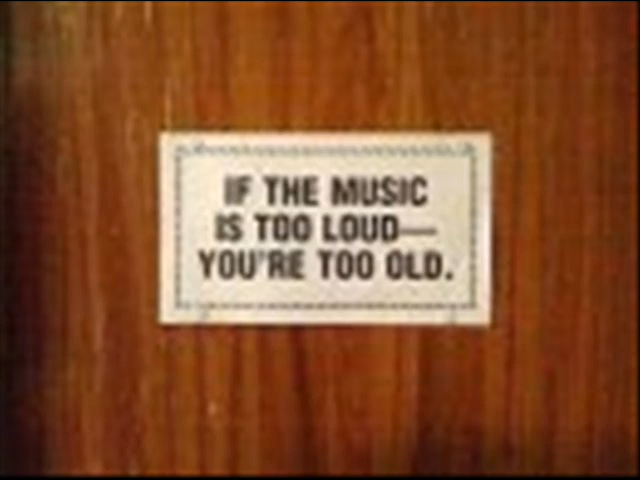 IF THE MUSIC
IS TOO LOUD—
YOU'RE TOO OLD.